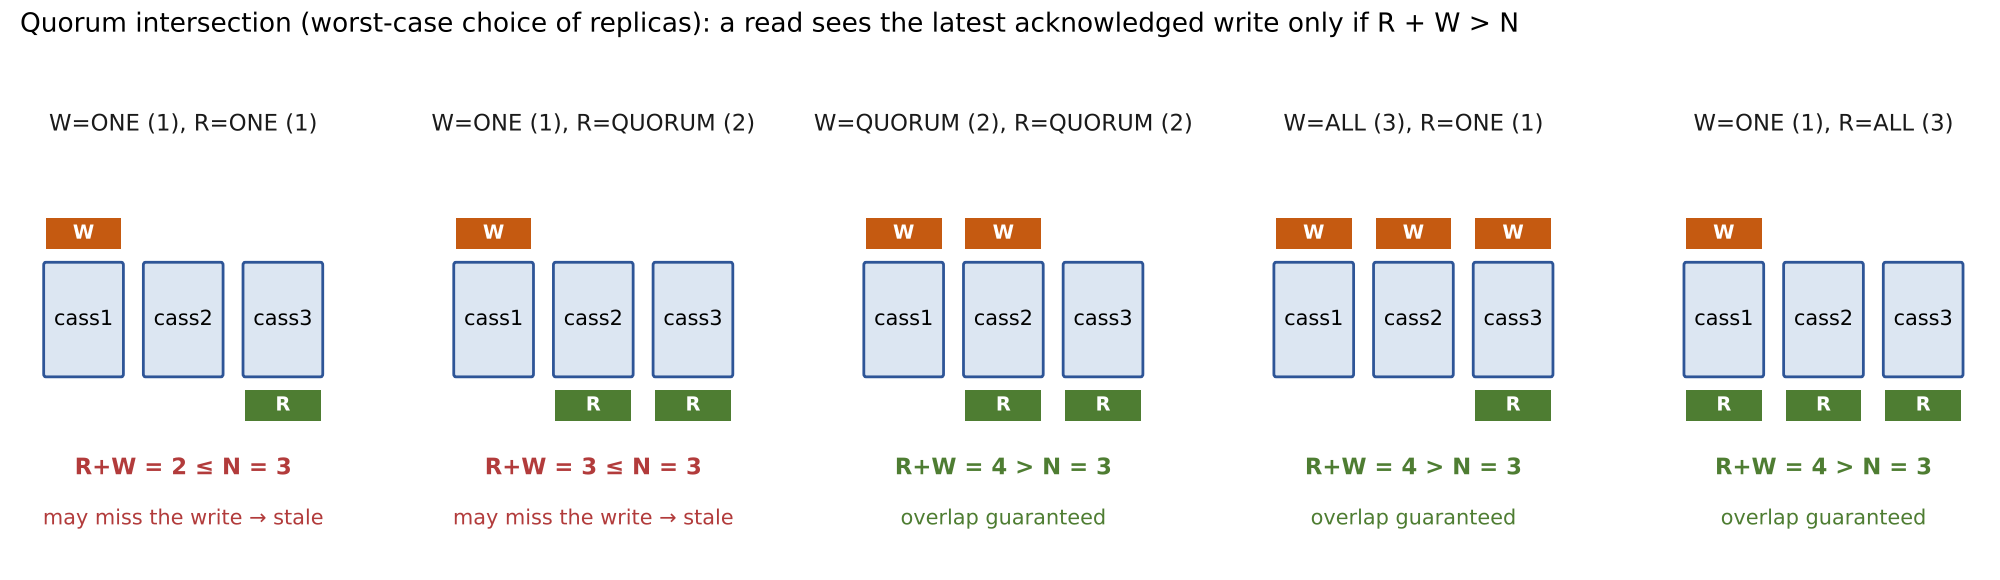 Quorum intersection (worst-case choice of replicas): a read sees the latest acknowledged write only if R + W > N
W=ONE (1), R=ONE (1)
W
cass1 cass2 cass3
R
R+W = 2 ≤ N = 3
may miss the write → stale
W=ONE (1), R=QUORUM (2)
W
cass1 cass2 cass3
R R
R+W = 3 ≤ N = 3
may miss the write → stale
W=QUORUM (2), R=QUORUM (2)
W W
cass1 cass2 cass3
R R
R+W = 4 > N = 3
overlap guaranteed
W=ALL (3), R=ONE (1)
W W W
cass1 cass2 cass3
R
R+W = 4 > N = 3
overlap guaranteed
W=ONE (1), R=ALL (3)
W
cass1 cass2 cass3
R R R
R+W = 4 > N = 3
overlap guaranteed